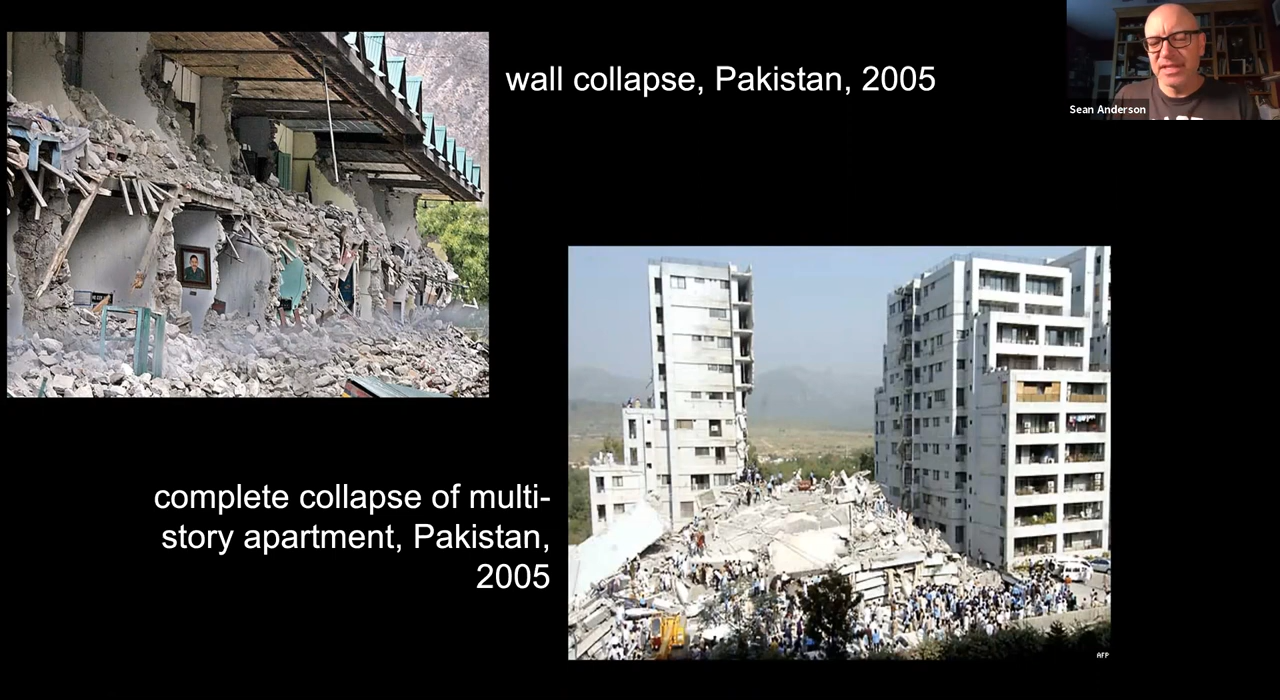 wall collapse, Pakistan, 2005
Sean Anderson
complete collapse of multi-
story apartment, Pakistan,
2005
AFP